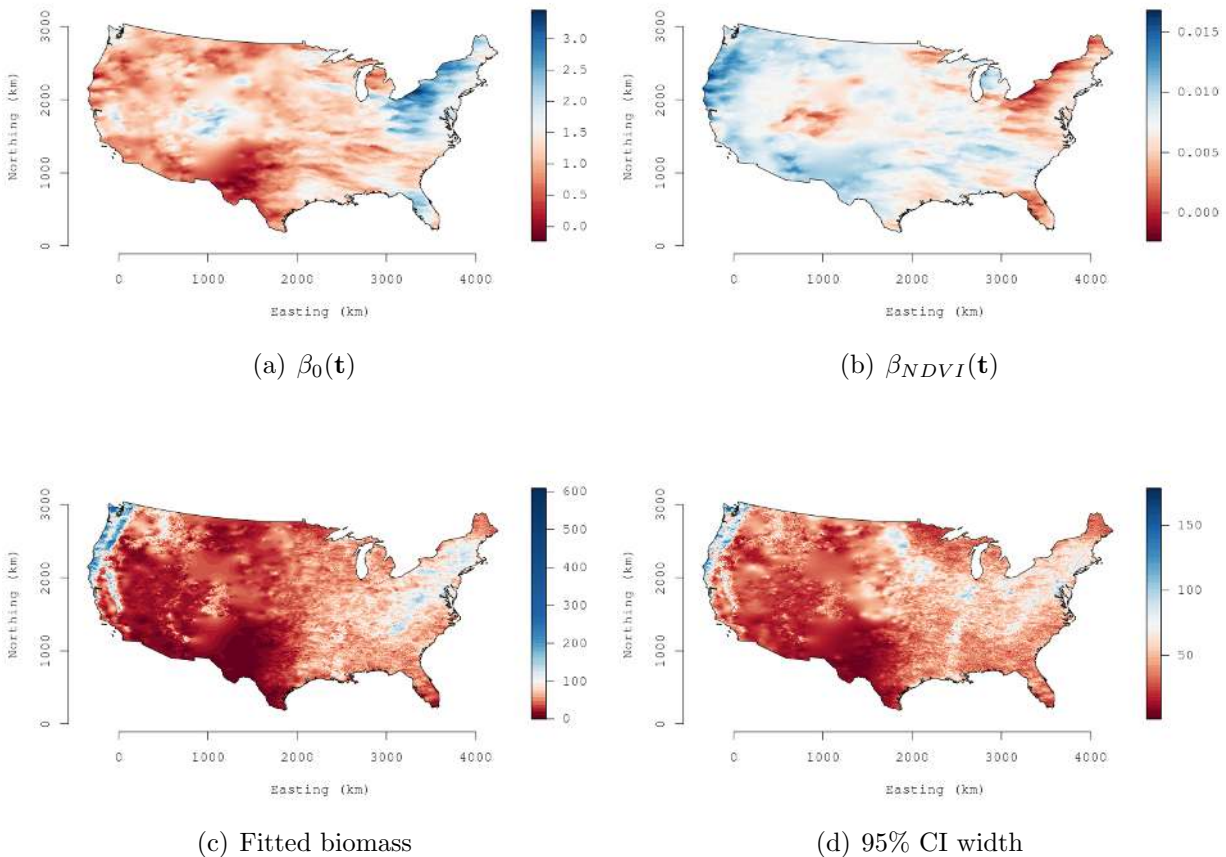 3000
2000
1000
0
Northing (km)
0 1000 2000 3000 4000
Easting (km)
3.0
2.5
2.0
1.5
1.0
0.5
0.0
(a) β₀(t)
3000
2000
1000
0
Northing (km)
0 1000 2000 3000 4000
Easting (km)
0.015
0.010
0.005
0.000
(b) β_{NDVI}(t)
3000
2000
1000
0
Northing (km)
0 1000 2000 3000 4000
Easting (km)
600
500
400
300
200
100
0
(c) Fitted biomass
3000
2000
1000
0
Northing (km)
0 1000 2000 3000 4000
Easting (km)
150
100
50
(d) 95% CI width